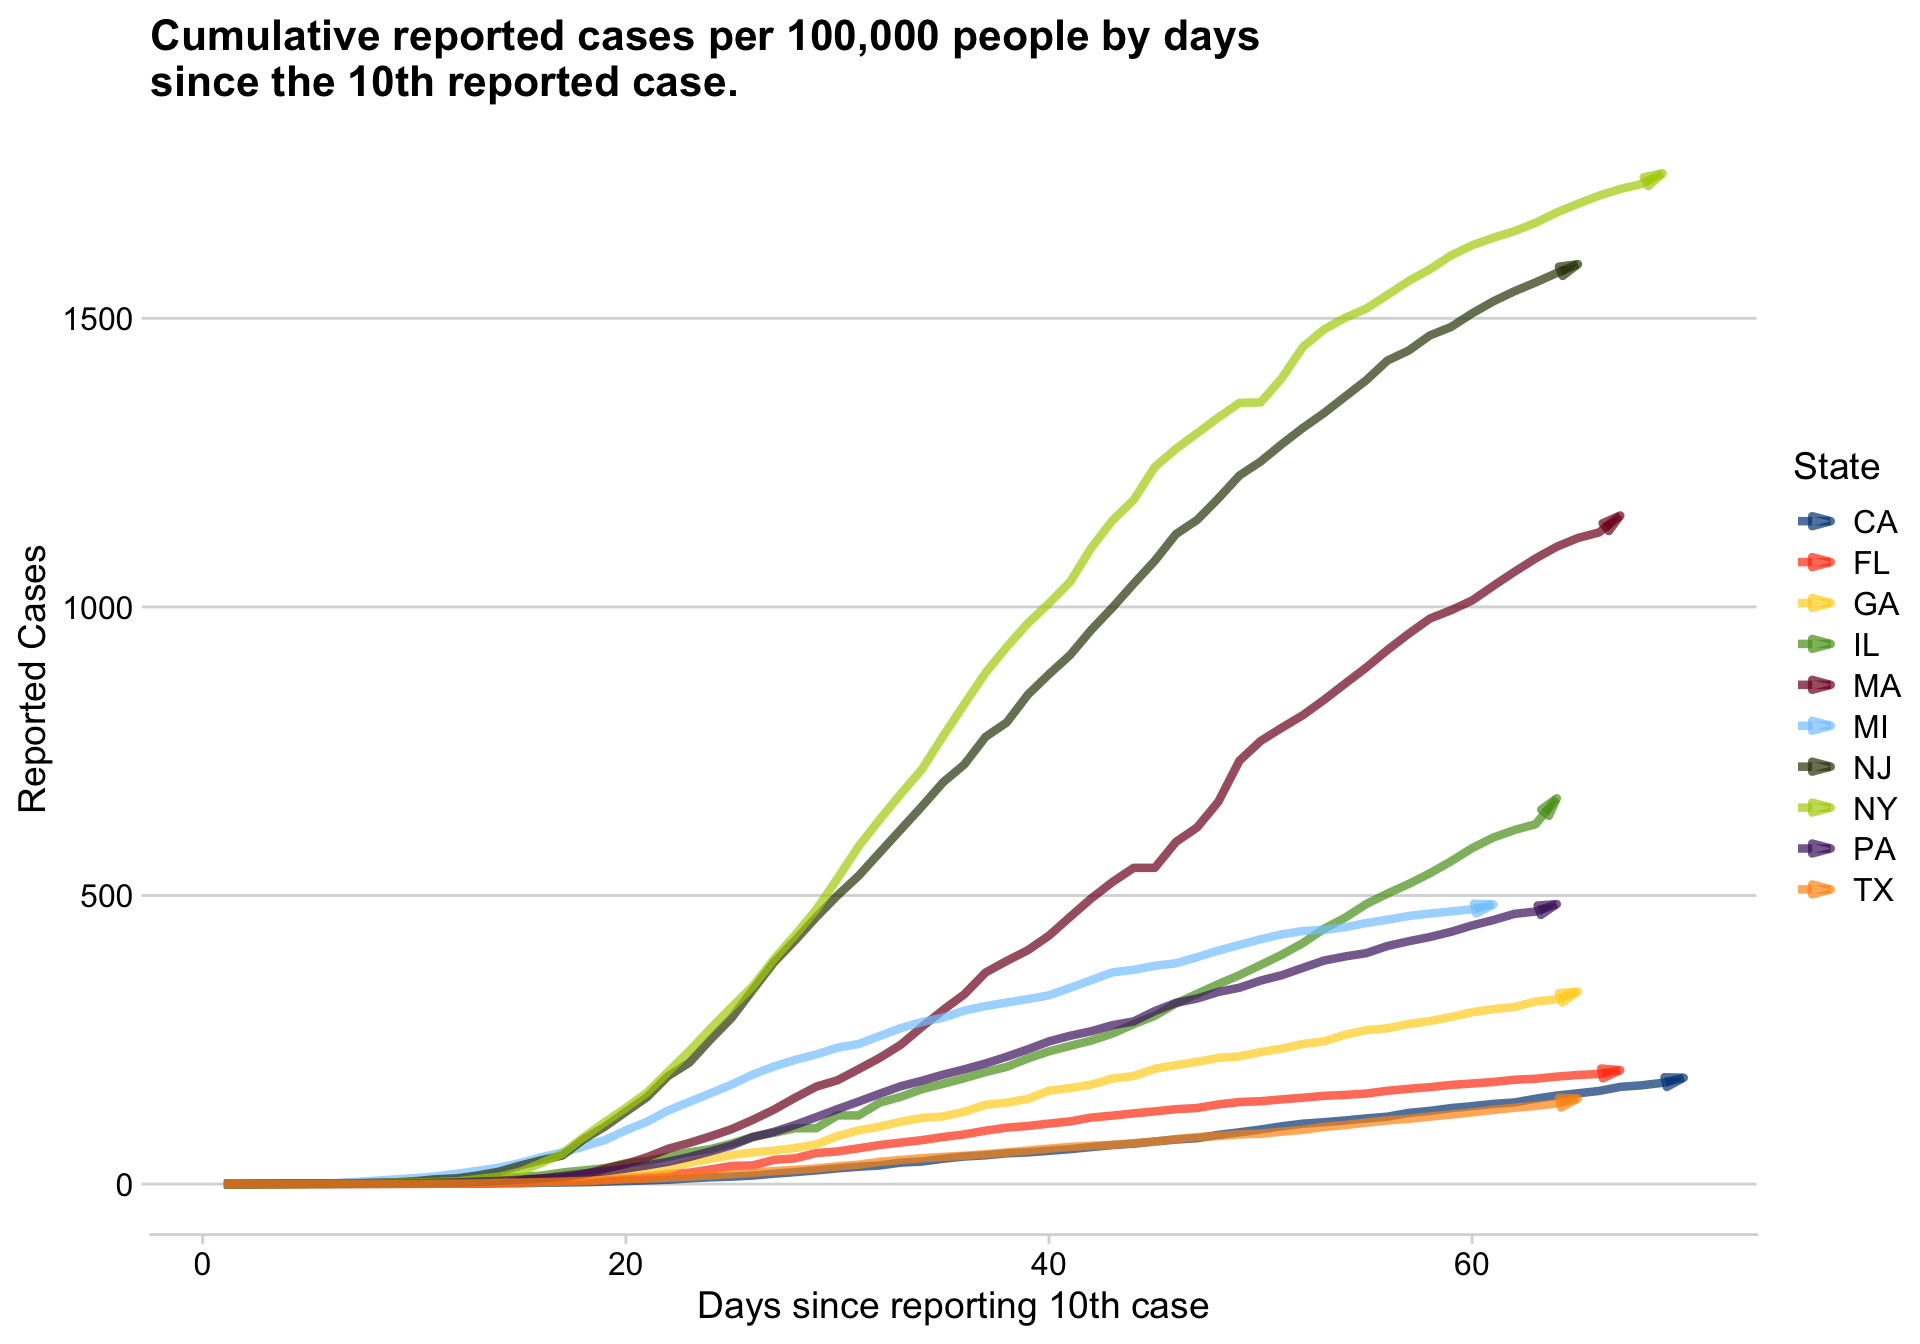 Cumulative reported cases per 100,000 people by days
since the 10th reported case.
Reported Cases
1500
1000
500
0
0
20
40
60
Days since reporting 10th case
State
CA
FL
GA
IL
MA
MI
NJ
NY
PA
TX